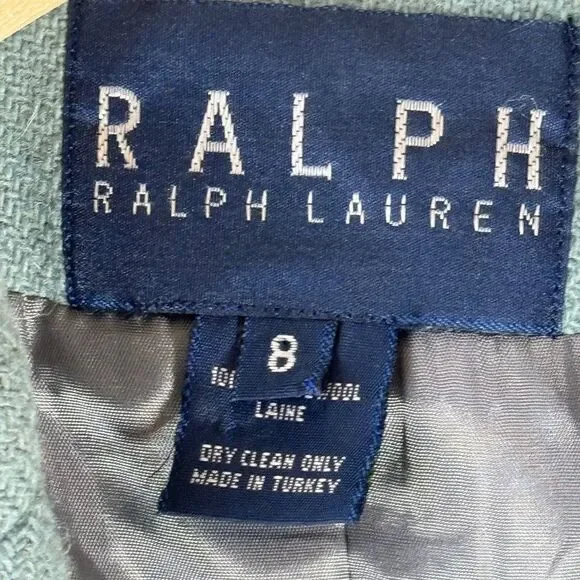 RALPH
RALPH LAUREN
8
LAINE
DRY CLEAN ONLY
MADE IN TURKEY